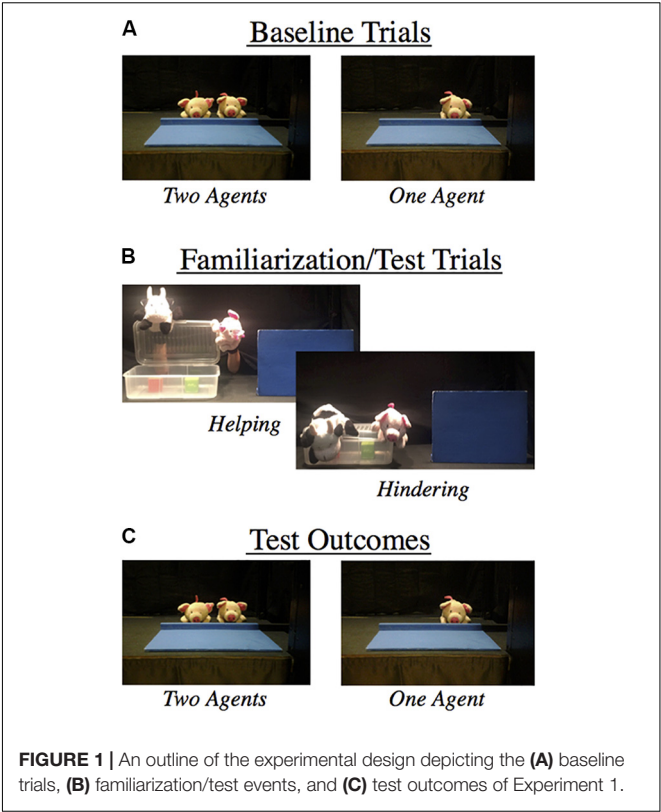 A
Baseline Trials
Two Agents
One Agent
B
Familiarization/Test Trials
Helping
Hindering
C
Test Outcomes
Two Agents
One Agent
FIGURE 1 | An outline of the experimental design depicting the (A) baseline
trials, (B) familiarization/test events, and (C) test outcomes of Experiment 1.